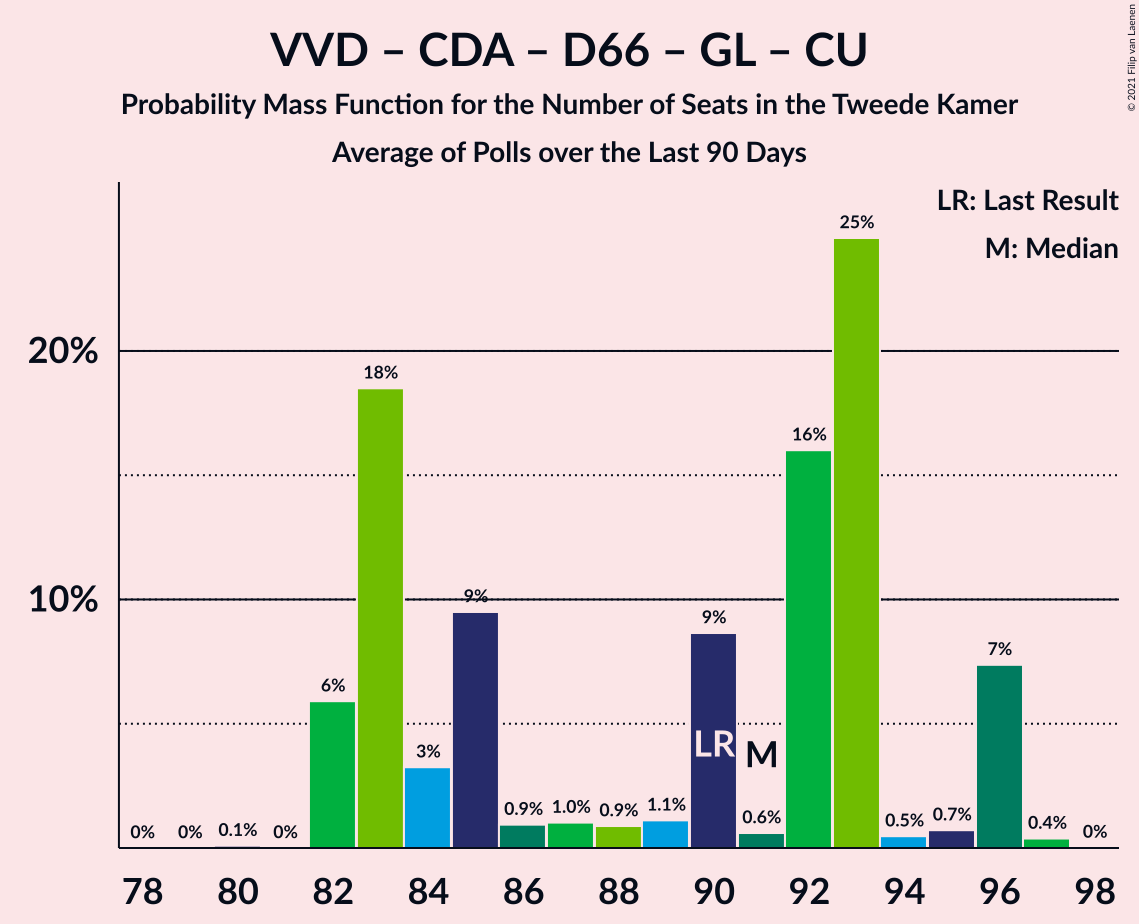 VVD – CDA – D66 – GL – CU
Probability Mass Function for the Number of Seats in the Tweede Kamer
Average of Polls over the Last 90 Days
© 2021 Filip van Laenen
LR: Last Result
M: Median
20%
10%
0%
0%
0.1%
0%
6%
18%
3%
9%
0.9%
1.0%
0.9%
1.1%
9%
0.6%
16%
25%
0.5%
0.7%
7%
0.4%
0%
LR
M
78 80 82 84 86 88 90 92 94 96 98